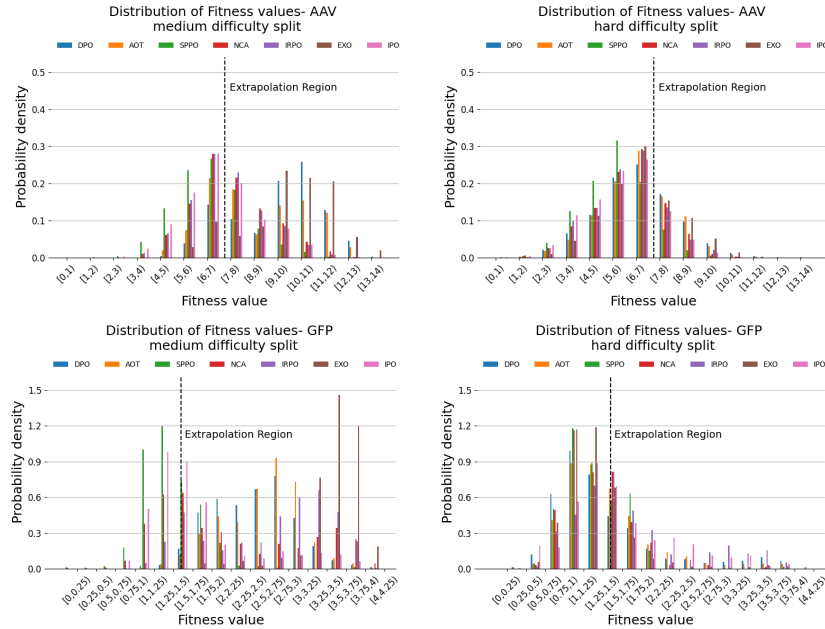 Distribution of Fitness values- AAV
medium difficulty split
DPO AOT SPPO NCA IRPO EXO IPO
Extrapolation Region
Probability density
0.5
0.4
0.3
0.2
0.1
0.0
[0,1) [1,2) [2,3) [3,4) [4,5) [5,6) [6,7) [7,8) [8,9) [9,10) [10,11) [11,12) [12,13) [13,14)
Fitness value
Distribution of Fitness values- AAV
hard difficulty split
DPO AOT SPPO NCA IRPO EXO IPO
Extrapolation Region
Probability density
0.5
0.4
0.3
0.2
0.1
0.0
[0,1) [1,2) [2,3) [3,4) [4,5) [5,6) [6,7) [7,8) [8,9) [9,10) [10,11) [11,12) [12,13) [13,14)
Fitness value
Distribution of Fitness values- GFP
medium difficulty split
DPO AOT SPPO NCA IRPO EXO IPO
Extrapolation Region
Probability density
1.5
1.2
0.9
0.6
0.3
0.0
[0,0.25) [0.25,0.5) [0.5,0.75) [0.75,1) [1,1.25) [1.25,1.5) [1.5,1.75) [1.75,2) [2,2.25) [2.25,2.5) [2.5,2.75) [2.75,3) [3,3.25) [3.25,3.5) [3.5,3.75) [3.75,4) [4,4.25)
Fitness value
Distribution of Fitness values- GFP
hard difficulty split
DPO AOT SPPO NCA IRPO EXO IPO
Extrapolation Region
Probability density
1.5
1.2
0.9
0.6
0.3
0.0
[0,0.25) [0.25,0.5) [0.5,0.75) [0.75,1) [1,1.25) [1.25,1.5) [1.5,1.75) [1.75,2) [2,2.25) [2.25,2.5) [2.5,2.75) [2.75,3) [3,3.25) [3.25,3.5) [3.5,3.75) [3.75,4) [4,4.25)
Fitness value